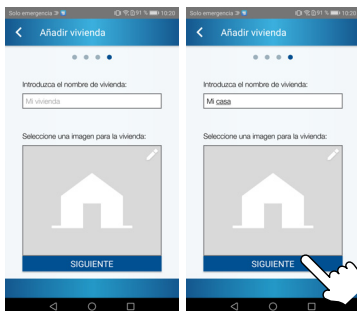 Solo emergencia 91 % 10:20
Añadir vivienda
Introduzca el nombre de vivienda:
Mi vivienda
Seleccione una imagen para la vivienda:
SIGUIENTE
Solo emergencia 91 % 10:20
Añadir vivienda
Introduzca el nombre de vivienda:
Mi casa
Seleccione una imagen para la vivienda:
SIGUIENTE